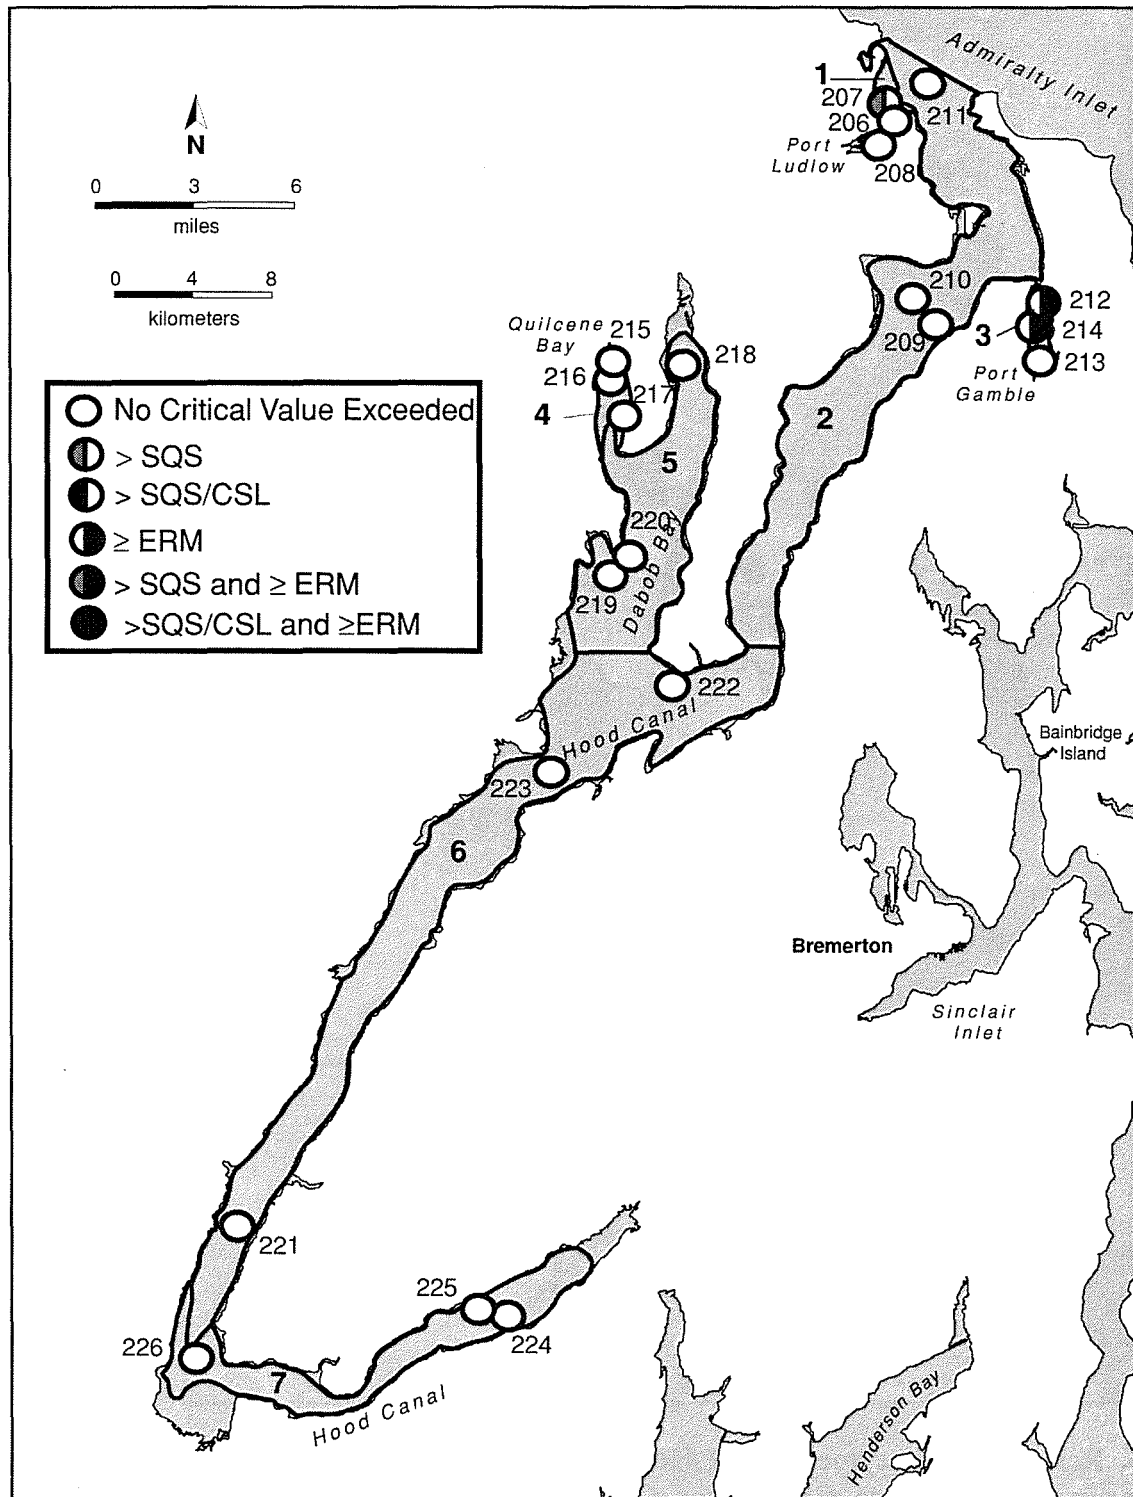 Admiralty Inlet
1
207
206
Port
Ludlow
208
211
N
0 3 6
miles
0 4 8
kilometers
210
209
212
3
214
213
Port
Gamble
Quilcene
Bay
215
216
217
218
4
2
5
No Critical Value Exceeded
> SQS
> SQS/CSL
≥ ERM
> SQS and ≥ ERM
>SQS/CSL and ≥ERM
220
219
Dabob Bay
222
Hood Canal
223
Bainbridge
Island
6
Bremerton
Sinclair
Inlet
221
225
224
226
7
Hood Canal
Henderson Bay